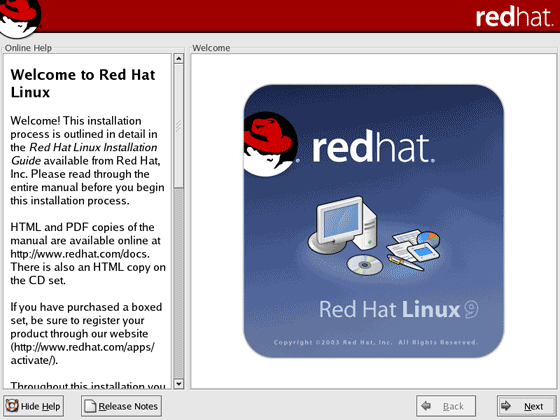 redhat.
Online Help
Welcome
Welcome to Red Hat
Linux
Welcome! This installation
process is outlined in detail in
the Red Hat Linux Installation
Guide available from Red Hat,
Inc. Please read through the
entire manual before you begin
this installation process.
HTML and PDF copies of the
manual are available online at
http://www.redhat.com/docs.
There is also an HTML copy on
the CD set.
If you have purchased a boxed
set, be sure to register your
product through our website
(http://www.redhat.com/apps/
activate/).
Throughout this installation you
redhat.
Red Hat Linux 9
Copyright ©2003 Red Hat, Inc. All Rights Reserved.
Hide Help
Release Notes
Back
Next